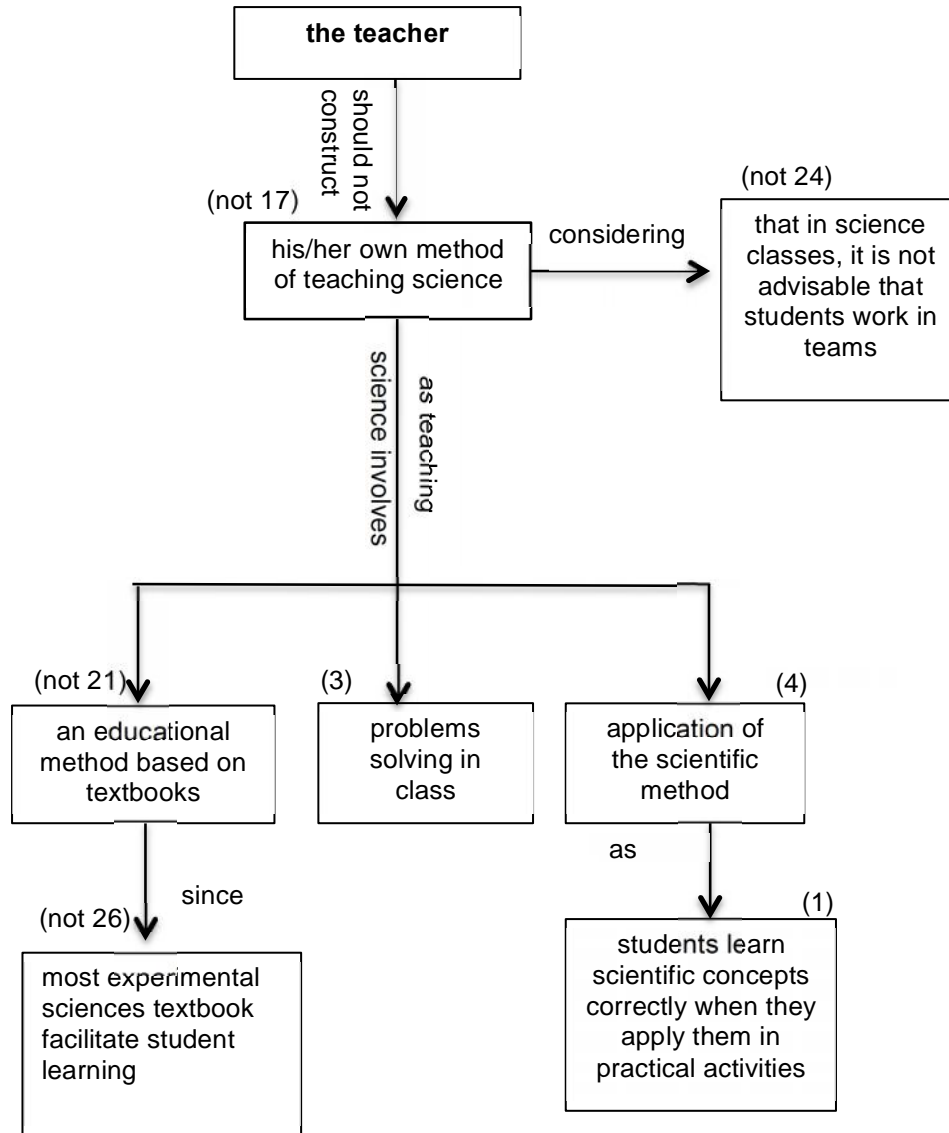 the teacher
should not
construct
(not 17)
his/her own method
of teaching science
considering
(not 24)
that in science
classes, it is not
advisable that
students work in
teams
as teaching
science involves
(not 21)
an educational
method based on
textbooks
(3)
problems
solving in
class
(4)
application of
the scientific
method
since
(not 26)
most experimental
sciences textbook
facilitate student
learning
as
(1)
students learn
scientific concepts
correctly when they
apply them in
practical activities